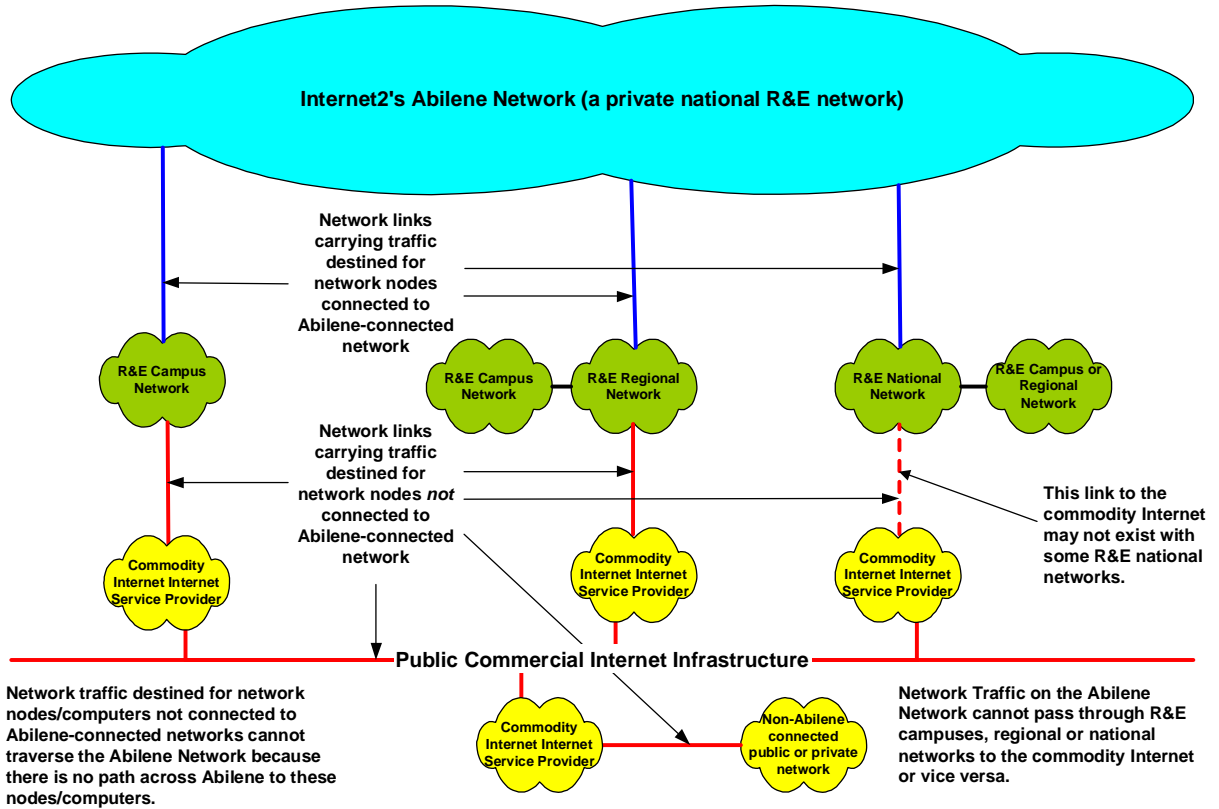 Internet2's Abilene Network (a private national R&E network)
Network links
carrying traffic
destined for
network nodes
connected to
Abilene-connected
network
R&E Campus
Network
R&E Campus
Network
R&E Regional
Network
R&E National
Network
R&E Campus or
Regional
Network
Network links
carrying traffic
destined for
network nodes not
connected to
Abilene-connected
network
This link to the
commodity Internet
may not exist with
some R&E national
networks.
Commodity
Internet Internet
Service Provider
Commodity
Internet Internet
Service Provider
Commodity
Internet Internet
Service Provider
Public Commercial Internet Infrastructure
Network traffic destined for network
nodes/computers not connected to
Abilene-connected networks cannot
traverse the Abilene Network because
there is no path across Abilene to these
nodes/computers.
Commodity
Internet Internet
Service Provider
Non-Abilene
connected
public or private
network
Network Traffic on the Abilene
Network cannot pass through R&E
campuses, regional or national
networks to the commodity Internet
or vice versa.